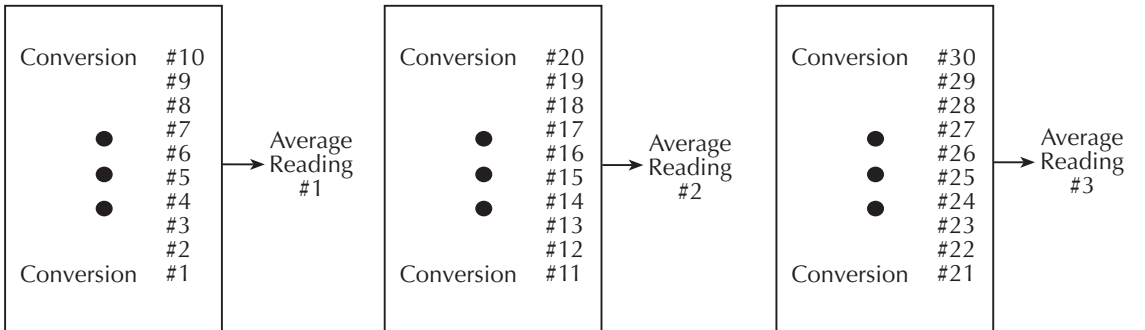 Conversion #10
#9
#8
#7
#6
#5
#4
#3
#2
Conversion #1
Average
Reading
#1
Conversion #20
#19
#18
#17
#16
#15
#14
#13
#12
Conversion #11
Average
Reading
#2
Conversion #30
#29
#28
#27
#26
#25
#24
#23
#22
Conversion #21
Average
Reading
#3